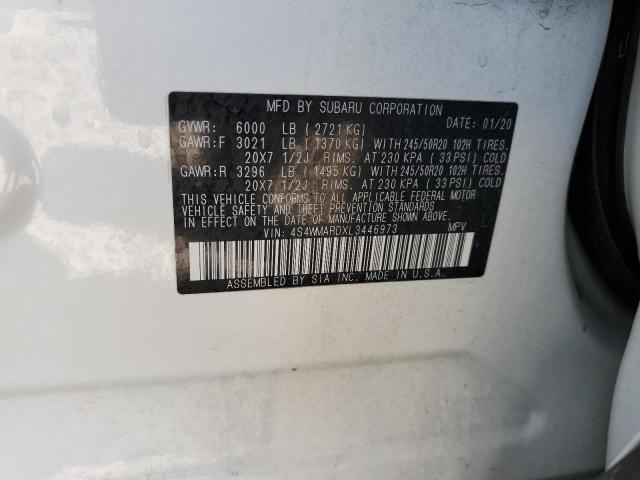 MFD BY SUBARU CORPORATION
GVWR: 6000 LB (2721 KG) DATE: 01/20
GAWR:F 3021 LB (1370 KG) WITH 245/50R20 102H TIRES.
20X7 1/2J RIMS. AT 230 KPA (33 PSI) COLD
GAWR:R 3296 LB (1495 KG) WITH 245/50R20 102H TIRES.
20X7 1/2J RIMS. AT 230 KPA (33 PSI) COLD
THIS VEHICLE CONFORMS TO ALL APPLICABLE FEDERAL MOTOR
VEHICLE SAFETY AND THEFT PREVENTION STANDARDS
IN EFFECT ON THE DATE OF MANUFACTURE SHOWN ABOVE.
VIN: 4S4WMARDXL3446973 MPV
ASSEMBLED BY SIA INC. MADE IN U.S.A.